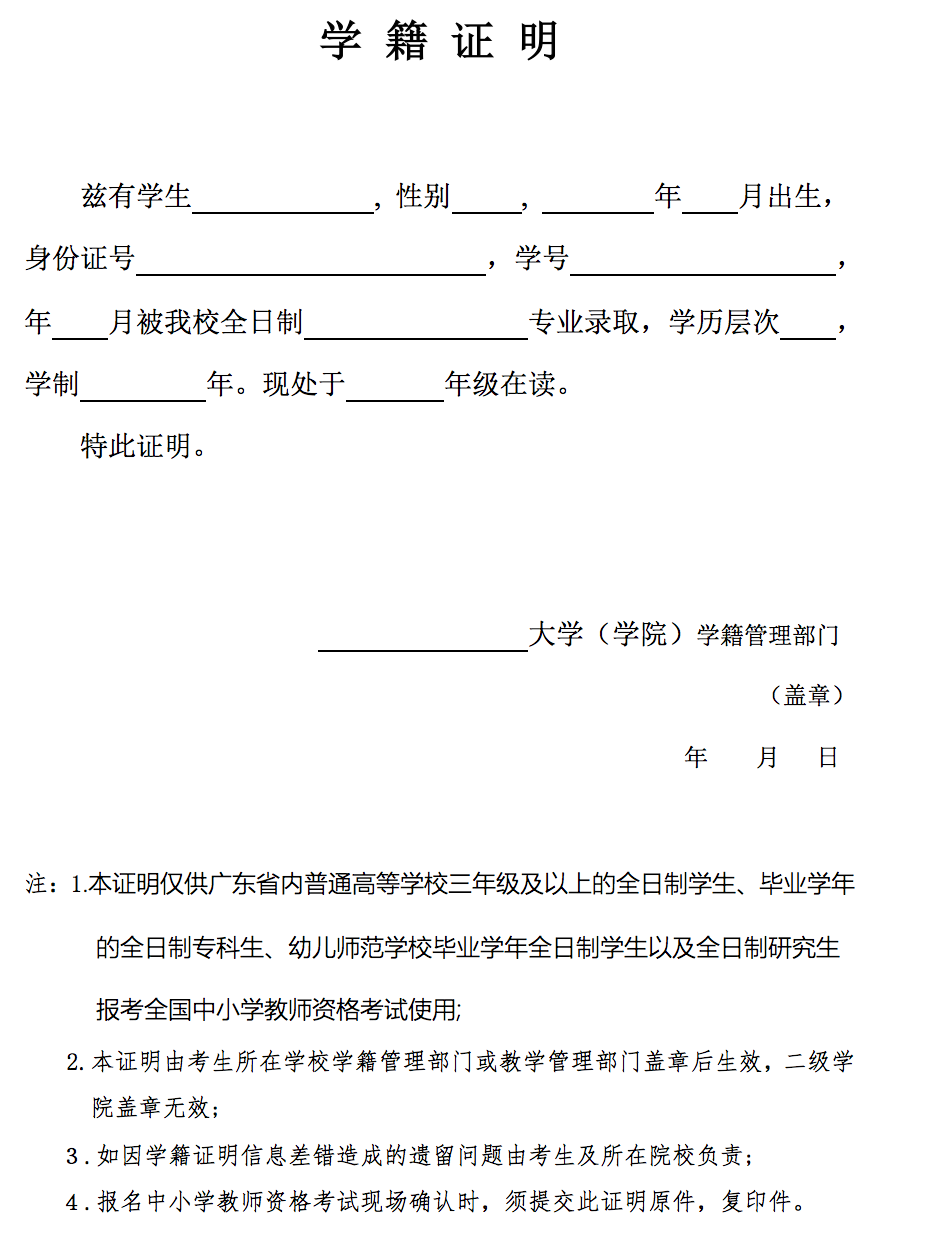 学 籍 证 明
兹有学生____________, 性别____, _______年____月出生,
身份证号_______________________, 学号_________________,
年____月被我校全日制______________专业录取, 学历层次____,
学制________年。现处于______年级在读。
特此证明。
_____________大学（学院）学籍管理部门
（盖章）
年 月 日
注：1.本证明仅供广东省内普通高等学校三年级及以上的全日制学生、毕业学年
的全日制专科生、幼儿师范学校毕业学年全日制学生以及全日制研究生
报考全国中小学教师资格考试使用;
2. 本证明由考生所在学校学籍管理部门或教学管理部门盖章后生效，二级学
院盖章无效；
3 . 如因学籍证明信息差错造成的遗留问题由考生及所在院校负责；
4 . 报名中小学教师资格考试现场确认时，须提交此证明原件，复印件。